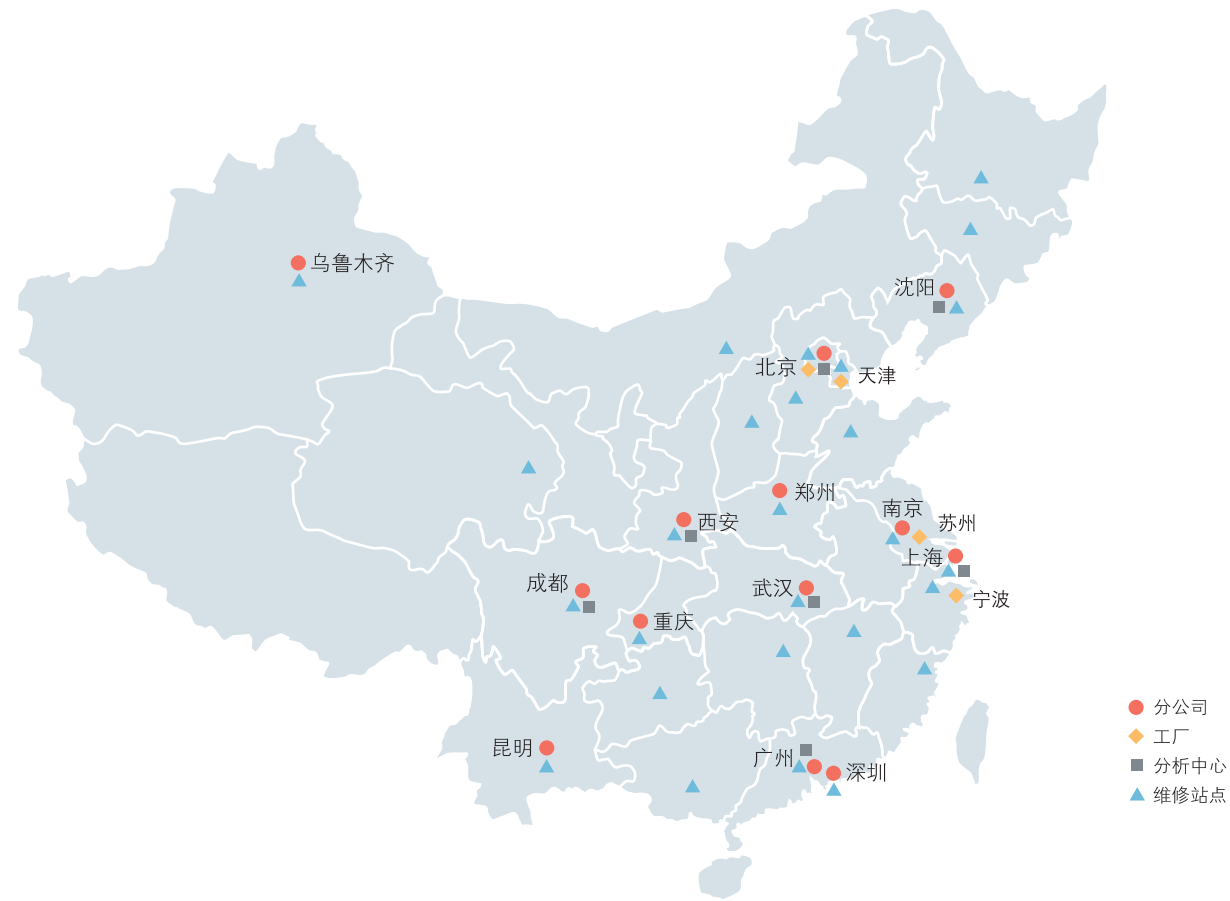 乌鲁木齐
沈阳
北京
天津
郑州
南京
苏州
西安
上海
成都
武汉
宁波
重庆
昆明
广州
深圳
分公司
工厂
分析中心
维修站点